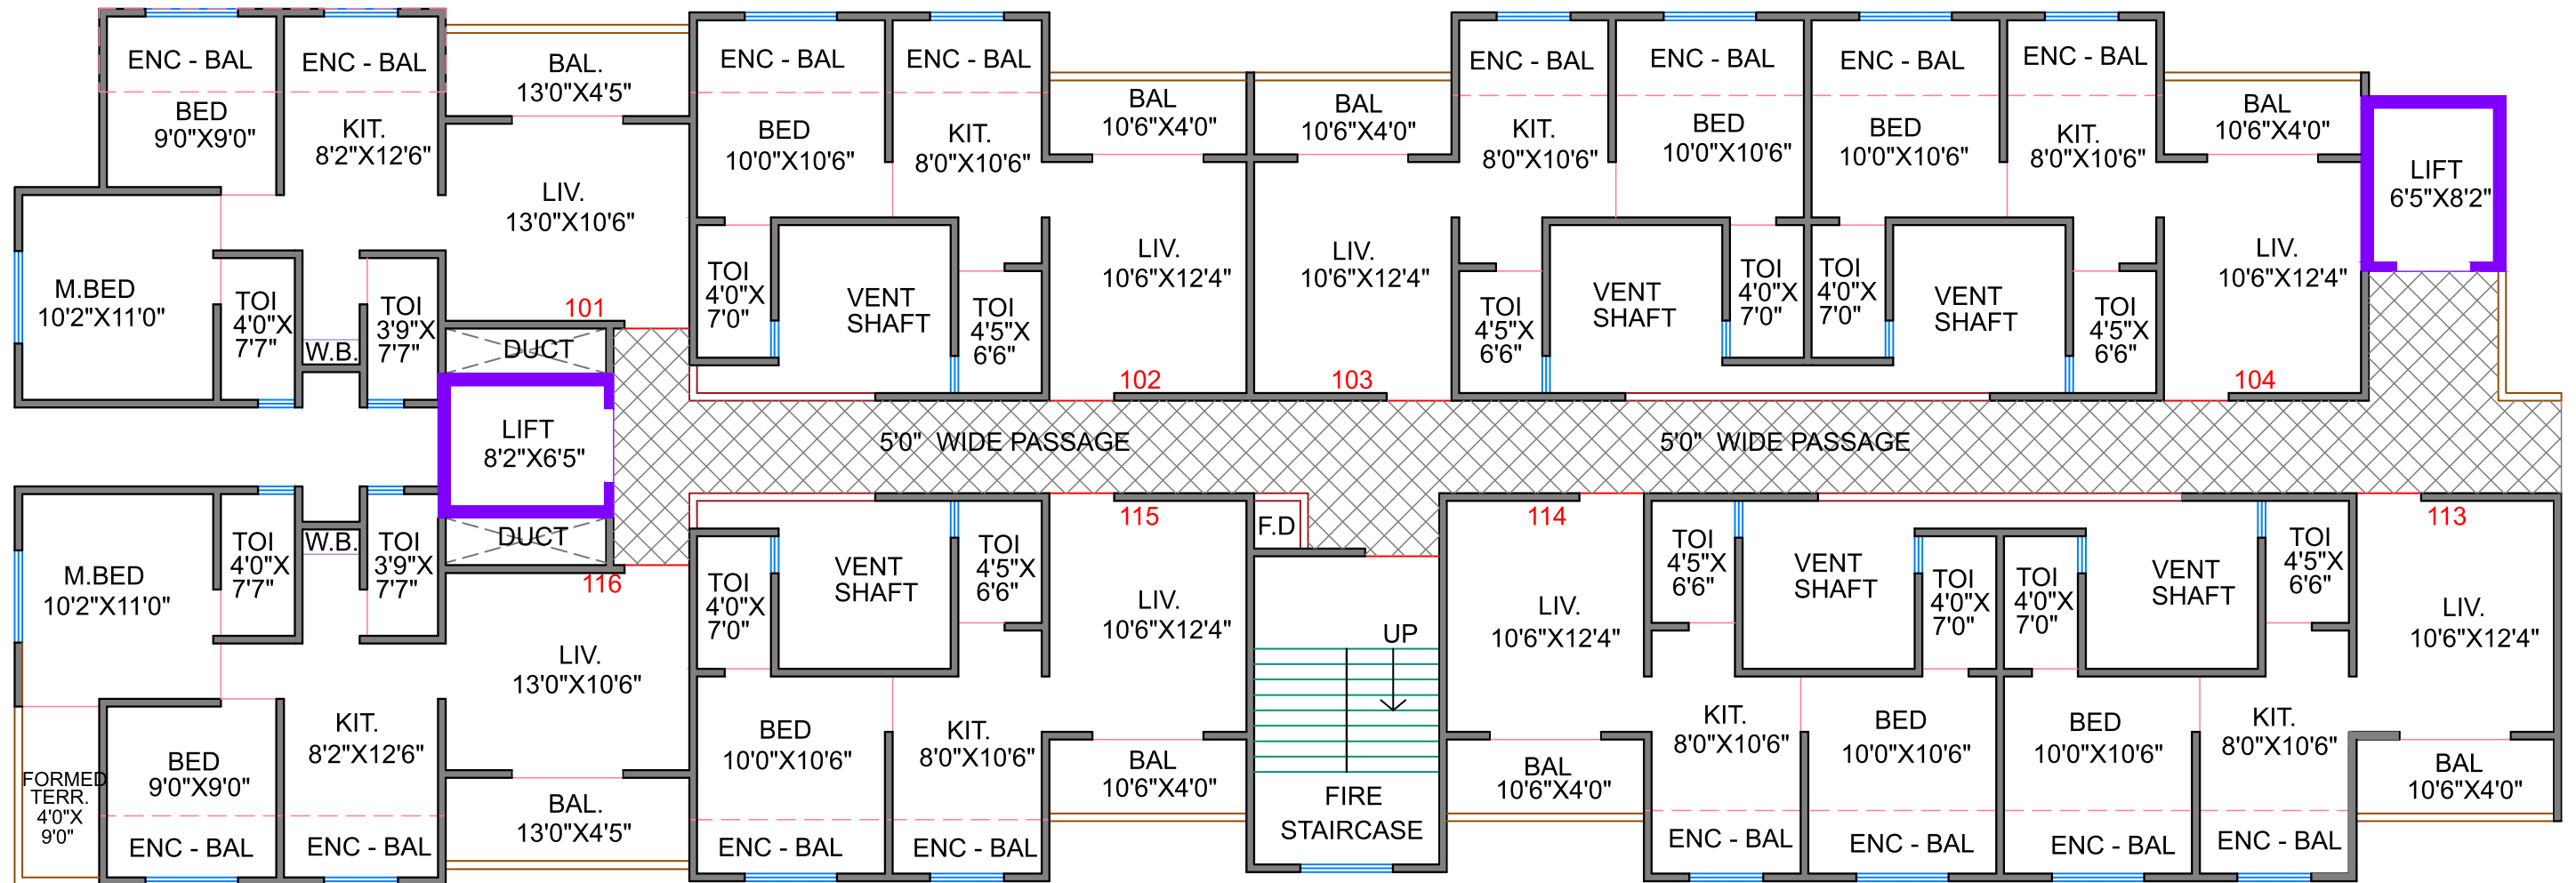 ENC - BAL
BED
9'0"X9'0"
ENC - BAL
KIT.
8'2"X12'6"
BAL.
13'0"X4'5"
LIV.
13'0"X10'6"
M.BED
10'2"X11'0"
TOI
4'0"X
7'7"
W.B.
TOI
3'9"X
7'7"
101
DUCT
ENC - BAL
BED
10'0"X10'6"
ENC - BAL
KIT.
8'0"X10'6"
BAL
10'6"X4'0"
TOI
4'0"X
7'0"
VENT
SHAFT
TOI
4'5"X
6'6"
LIV.
10'6"X12'4"
102
BAL
10'6"X4'0"
ENC - BAL
KIT.
8'0"X10'6"
ENC - BAL
BED
10'0"X10'6"
LIV.
10'6"X12'4"
TOI
4'5"X
6'6"
VENT
SHAFT
TOI
4'0"X
7'0"
103
ENC - BAL
BED
10'0"X10'6"
ENC - BAL
KIT.
8'0"X10'6"
BAL
10'6"X4'0"
TOI
4'0"X
7'0"
VENT
SHAFT
TOI
4'5"X
6'6"
LIV.
10'6"X12'4"
104
LIFT
6'5"X8'2"
LIFT
8'2"X6'5"
5'0" WIDE PASSAGE
5'0" WIDE PASSAGE
M.BED
10'2"X11'0"
TOI
4'0"X
7'7"
W.B.
TOI
3'9"X
7'7"
DUCT
116
LIV.
13'0"X10'6"
KIT.
8'2"X12'6"
BED
9'0"X9'0"
FORMED
TERR.
4'0"X
9'0"
BAL.
13'0"X4'5"
ENC - BAL
ENC - BAL
TOI
4'0"X
7'0"
VENT
SHAFT
TOI
4'5"X
6'6"
115
LIV.
10'6"X12'4"
BED
10'0"X10'6"
KIT.
8'0"X10'6"
BAL
10'6"X4'0"
ENC - BAL
ENC - BAL
F.D
UP
FIRE
STAIRCASE
114
LIV.
10'6"X12'4"
TOI
4'5"X
6'6"
VENT
SHAFT
TOI
4'0"X
7'0"
KIT.
8'0"X10'6"
BED
10'0"X10'6"
BAL
10'6"X4'0"
ENC - BAL
ENC - BAL
TOI
4'0"X
7'0"
VENT
SHAFT
TOI
4'5"X
6'6"
113
LIV.
10'6"X12'4"
BED
10'0"X10'6"
KIT.
8'0"X10'6"
BAL
10'6"X4'0"
ENC - BAL
ENC - BAL